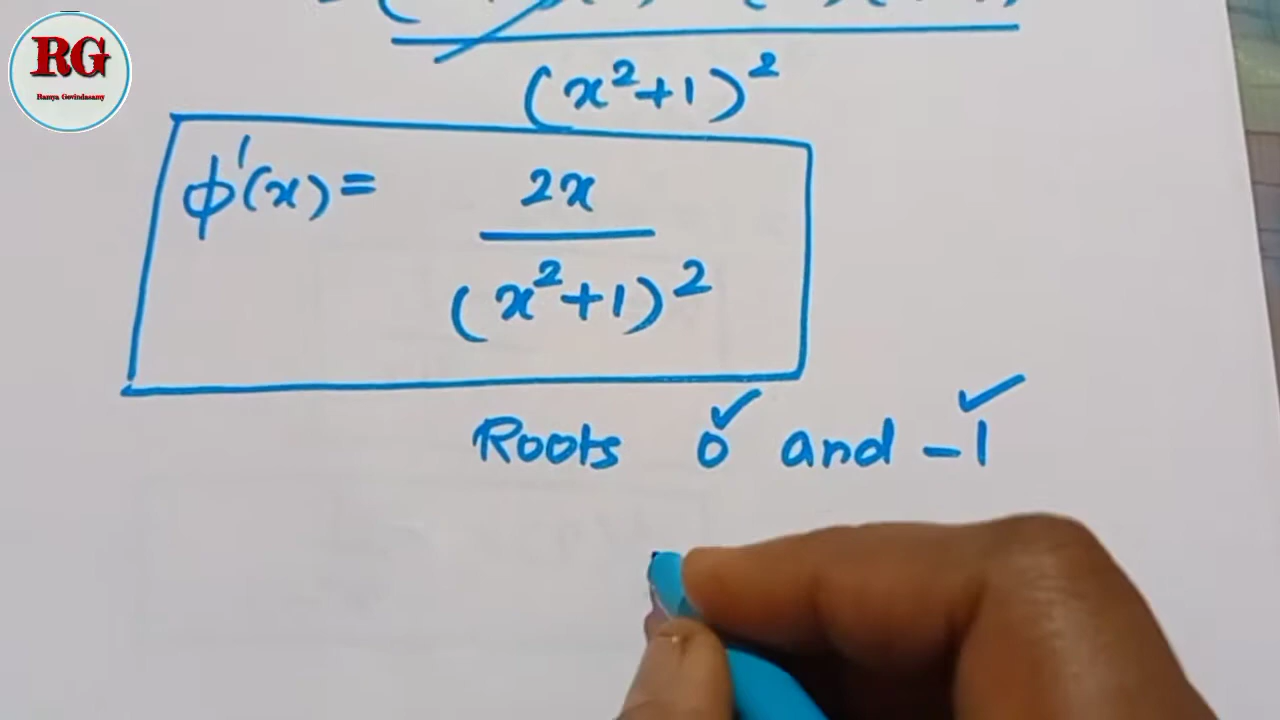 RG
Ramya Govindasamy
(x²+1)²
φ'(x) = 2x / (x²+1)²
Roots 0 ✓ and -1 ✓